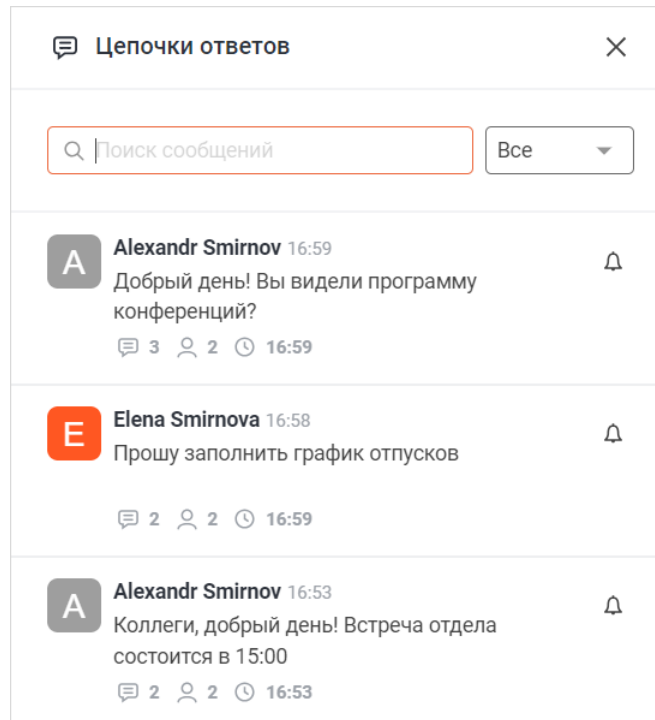 Цепочки ответов
Поиск сообщений
Все
A
Alexandr Smirnov 16:59
Добрый день! Вы видели программу
конференций?
3 2 16:59
E
Elena Smirnova 16:58
Прошу заполнить график отпусков
2 2 16:59
A
Alexandr Smirnov 16:53
Коллеги, добрый день! Встреча отдела
состоится в 15:00
2 2 16:53